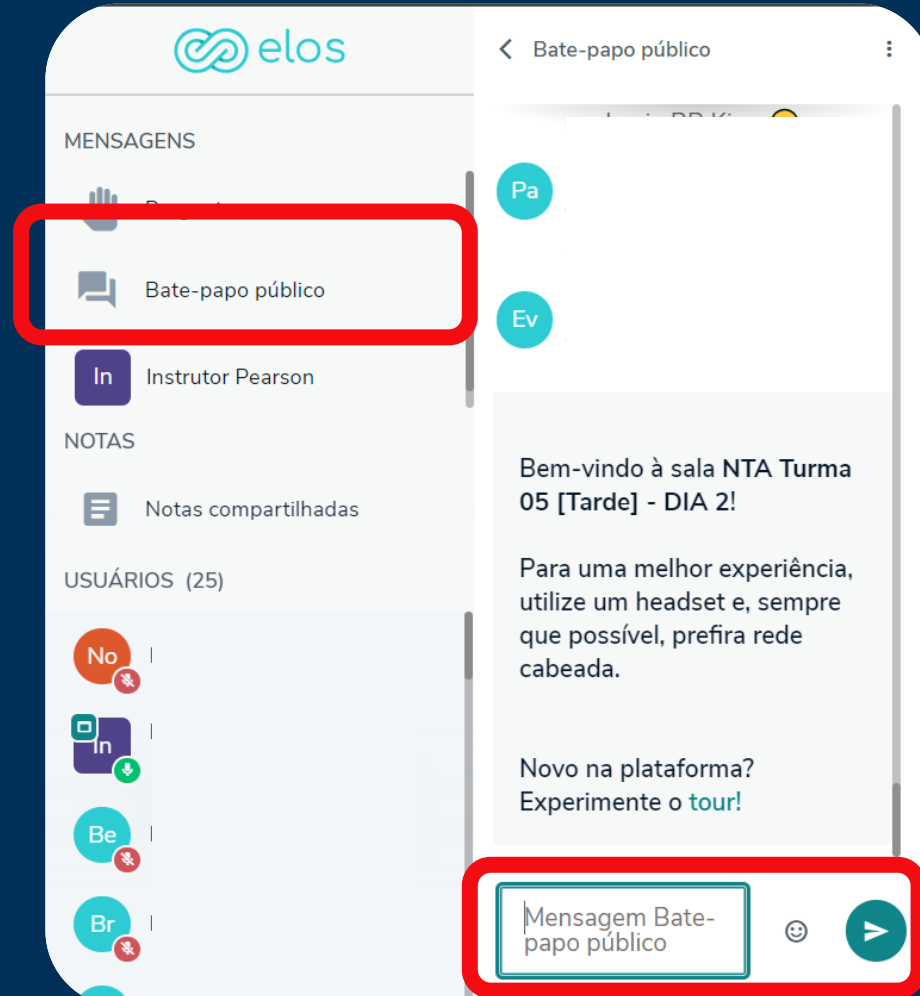 elos
MENSAGENS
Bate-papo público
In
Instrutor Pearson
NOTAS
Notas compartilhadas
USUÁRIOS (25)
No
In
Be
Br
Bate-papo público
Pa
Ev
Bem-vindo à sala NTA Turma
05 [Tarde] - DIA 2!
Para uma melhor experiência,
utilize um headset e, sempre
que possível, prefira rede
cabeada.
Novo na plataforma?
Experimente o tour!
Mensagem Bate-
papo público